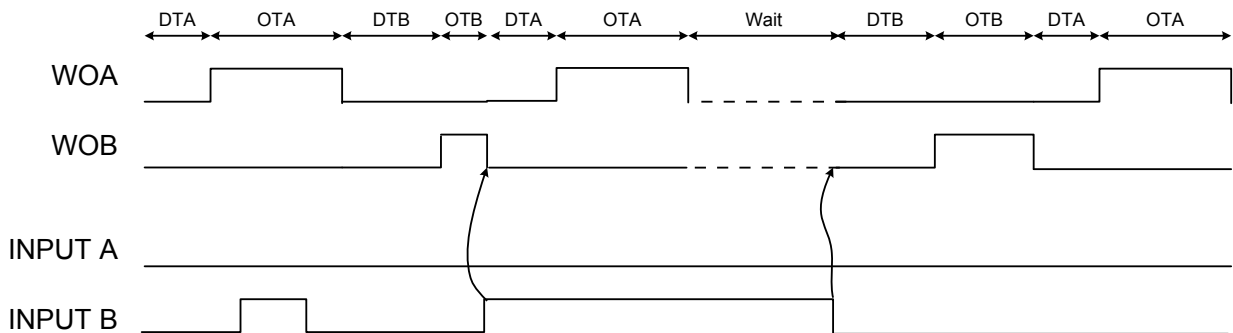 DTA OTA DTB OTB DTA OTA Wait DTB OTB DTA OTA
WOA
WOB
INPUT A
INPUT B